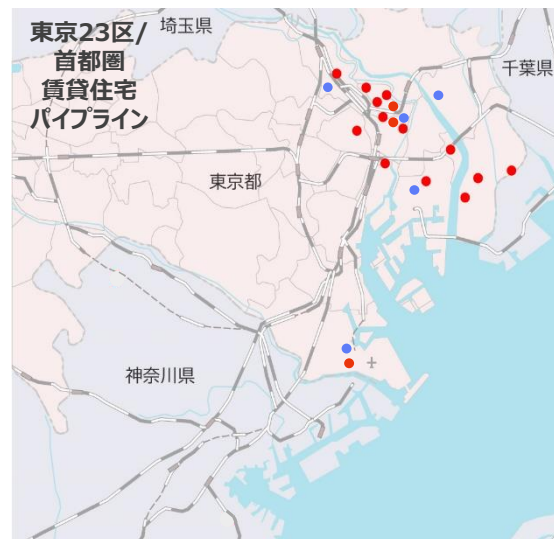 東京23区/
首都圏
賃貸住宅
パイプライン
埼玉県
千葉県
東京都
神奈川県